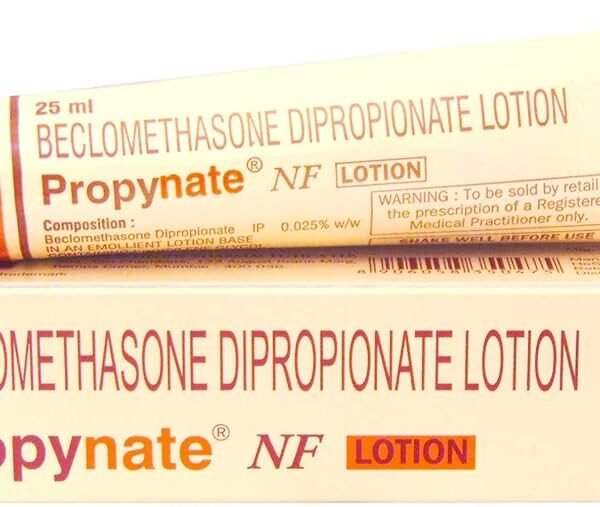 25 ml
BECLOMETHASONE DIPROPIONATE LOTION
Propynate® NF LOTION
WARNING : To be sold by retail
the prescription of a Registere
Medical Practitioner only.
Composition :
Beclomethasone Dipropionate IP 0.025% w/w
IN AN EMOLLIENT LOTION BASE
SHAKE WELL BEFORE USE
OMETHASONE DIPROPIONATE LOTION
opynate® NF LOTION